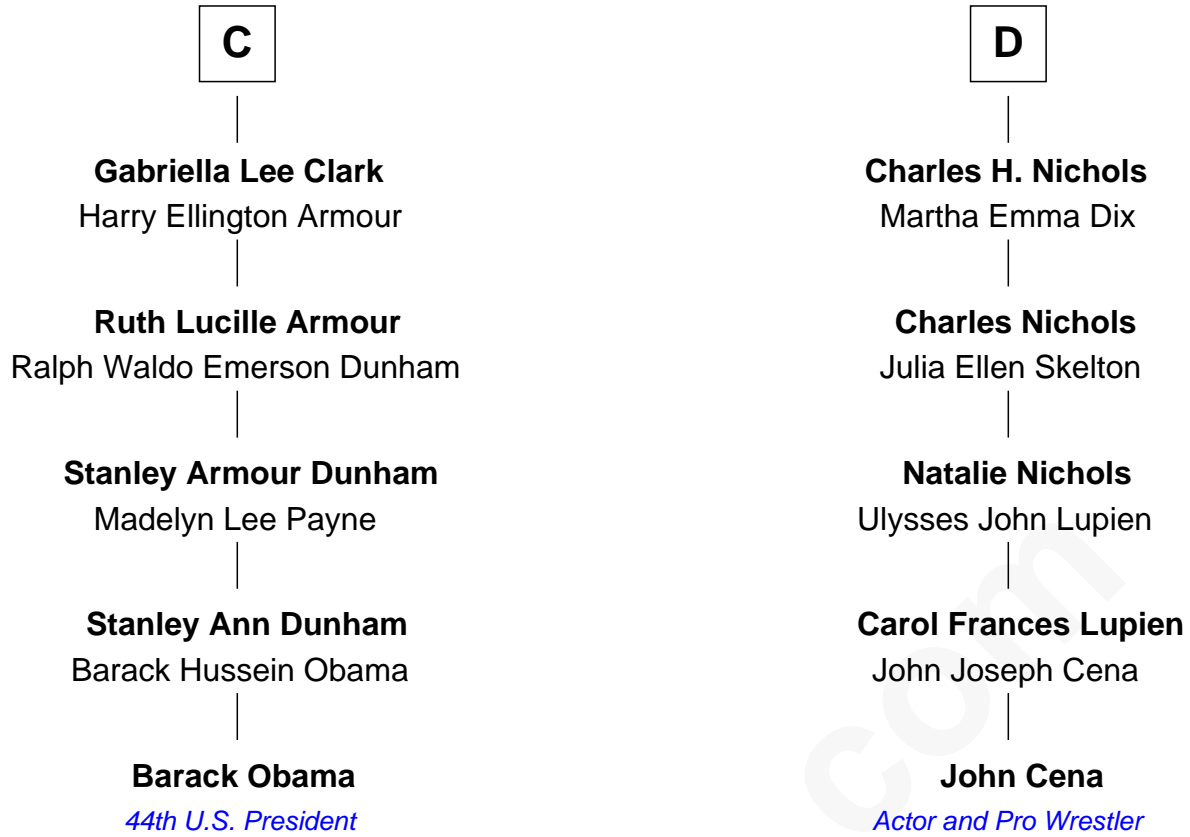 C
Gabriella Lee Clark
Harry Ellington Armour
Ruth Lucille Armour
Ralph Waldo Emerson Dunham
Stanley Armour Dunham
Madelyn Lee Payne
Stanley Ann Dunham
Barack Hussein Obama
Barack Obama
44th U.S. President
D
Charles H. Nichols
Martha Emma Dix
Charles Nichols
Julia Ellen Skelton
Natalie Nichols
Ulysses John Lupien
Carol Frances Lupien
John Joseph Cena
John Cena
Actor and Pro Wrestler
com